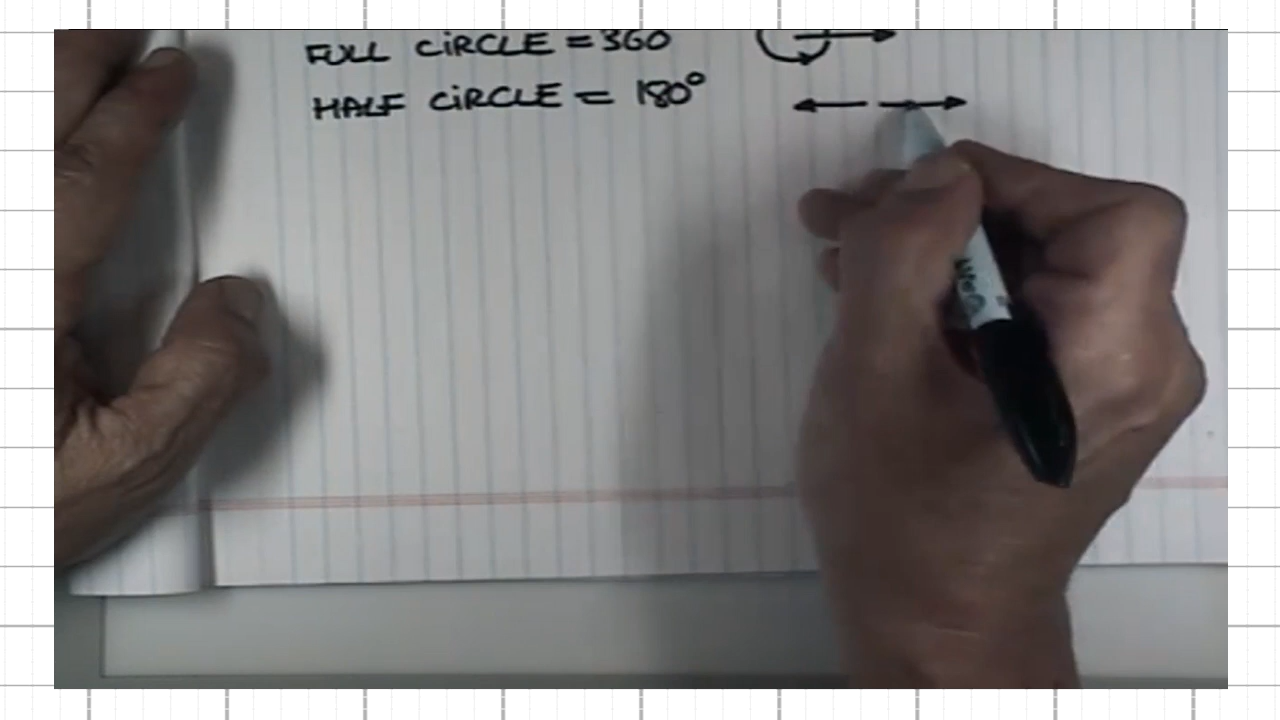 FULL CIRCLE = 360
HALF CIRCLE = 180°